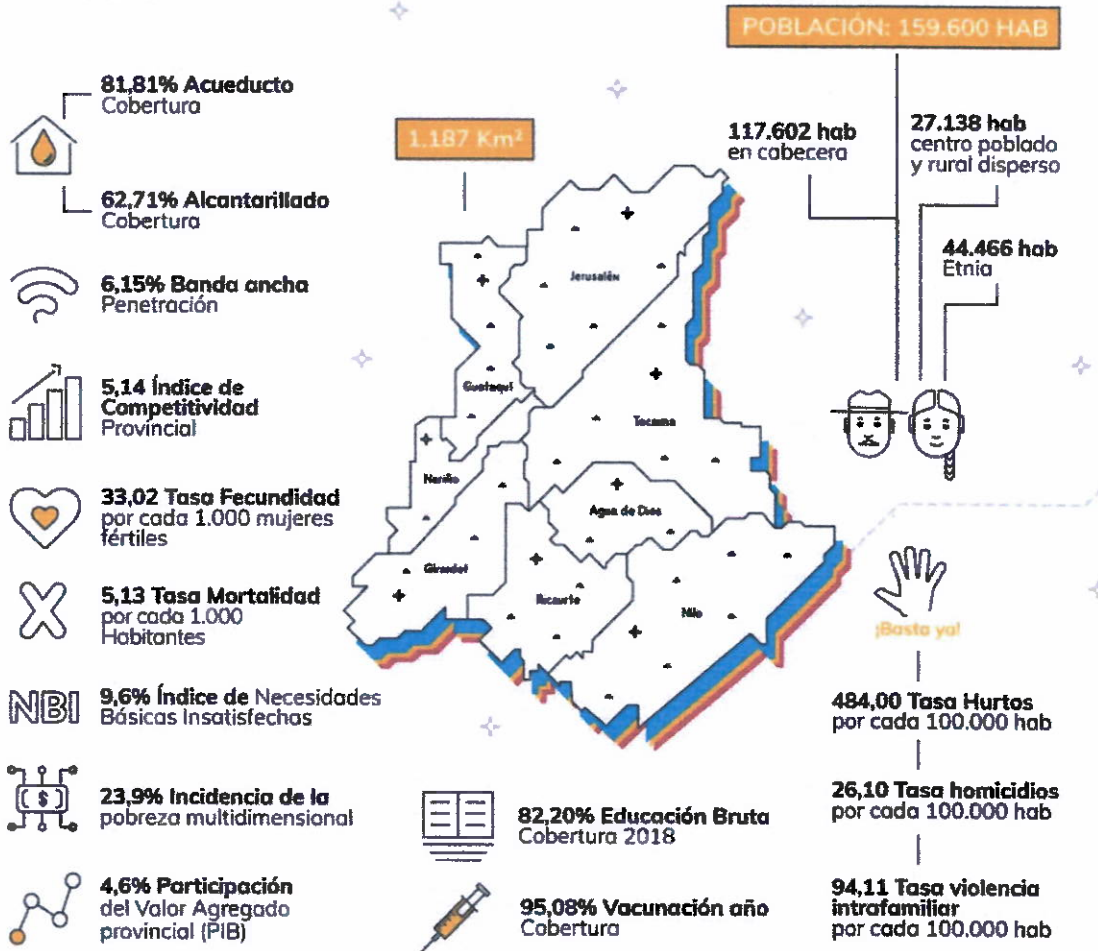 POBLACIÓN: 159.600 HAB
81,81% Acueducto
Cobertura
62,71% Alcantarillado
Cobertura
6,15% Banda ancha
Penetración
5,14 Índice de
Competitividad
Provincial
33,02 Tasa Fecundidad
por cada 1.000 mujeres
fértiles
5,13 Tasa Mortalidad
por cada 1.000
Habitantes
NBI
9,6% Índice de Necesidades
Básicas Insatisfechas
$
23,9% Incidencia de la
pobreza multidimensional
4,6% Participación
del Valor Agregado
provincial (PIB)
1.187 Km²
Jerusalén
Guataquí
Tocaima
Nariño
Agua de Dios
Girardot
Ricaurte
Nilo
82,20% Educación Bruta
Cobertura 2018
95,08% Vacunación año
Cobertura
117.602 hab
en cabecera
27.138 hab
centro poblado
y rural disperso
44.466 hab
Etnia
¡Basta ya!
484,00 Tasa Hurtos
por cada 100.000 hab
26,10 Tasa homicidios
por cada 100.000 hab
94,11 Tasa violencia
intrafamiliar
por cada 100.000 hab